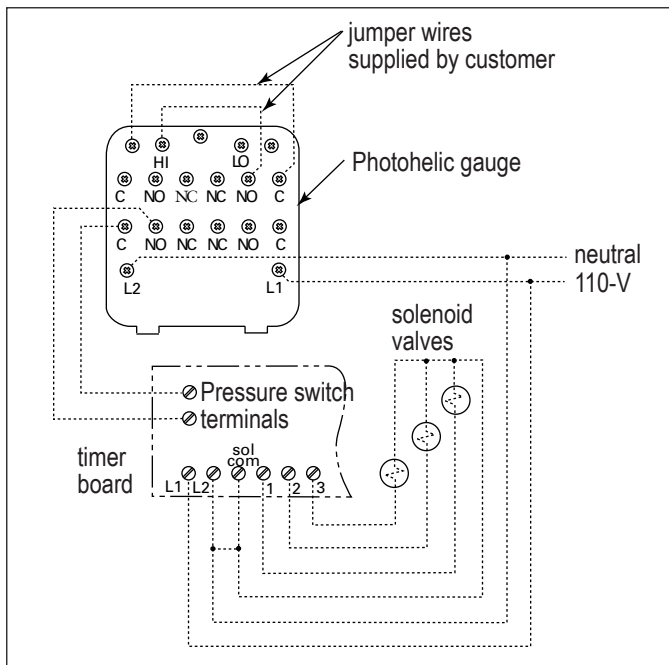 jumper wires
supplied by customer
HI LO
C NO NC NC NO C
Photohelic gauge
C NO NC NC NO C
L2 L1
neutral
110-V
solenoid
valves
Pressure switch
terminals
timer
board
sol
com
L1 L2 1 2 3